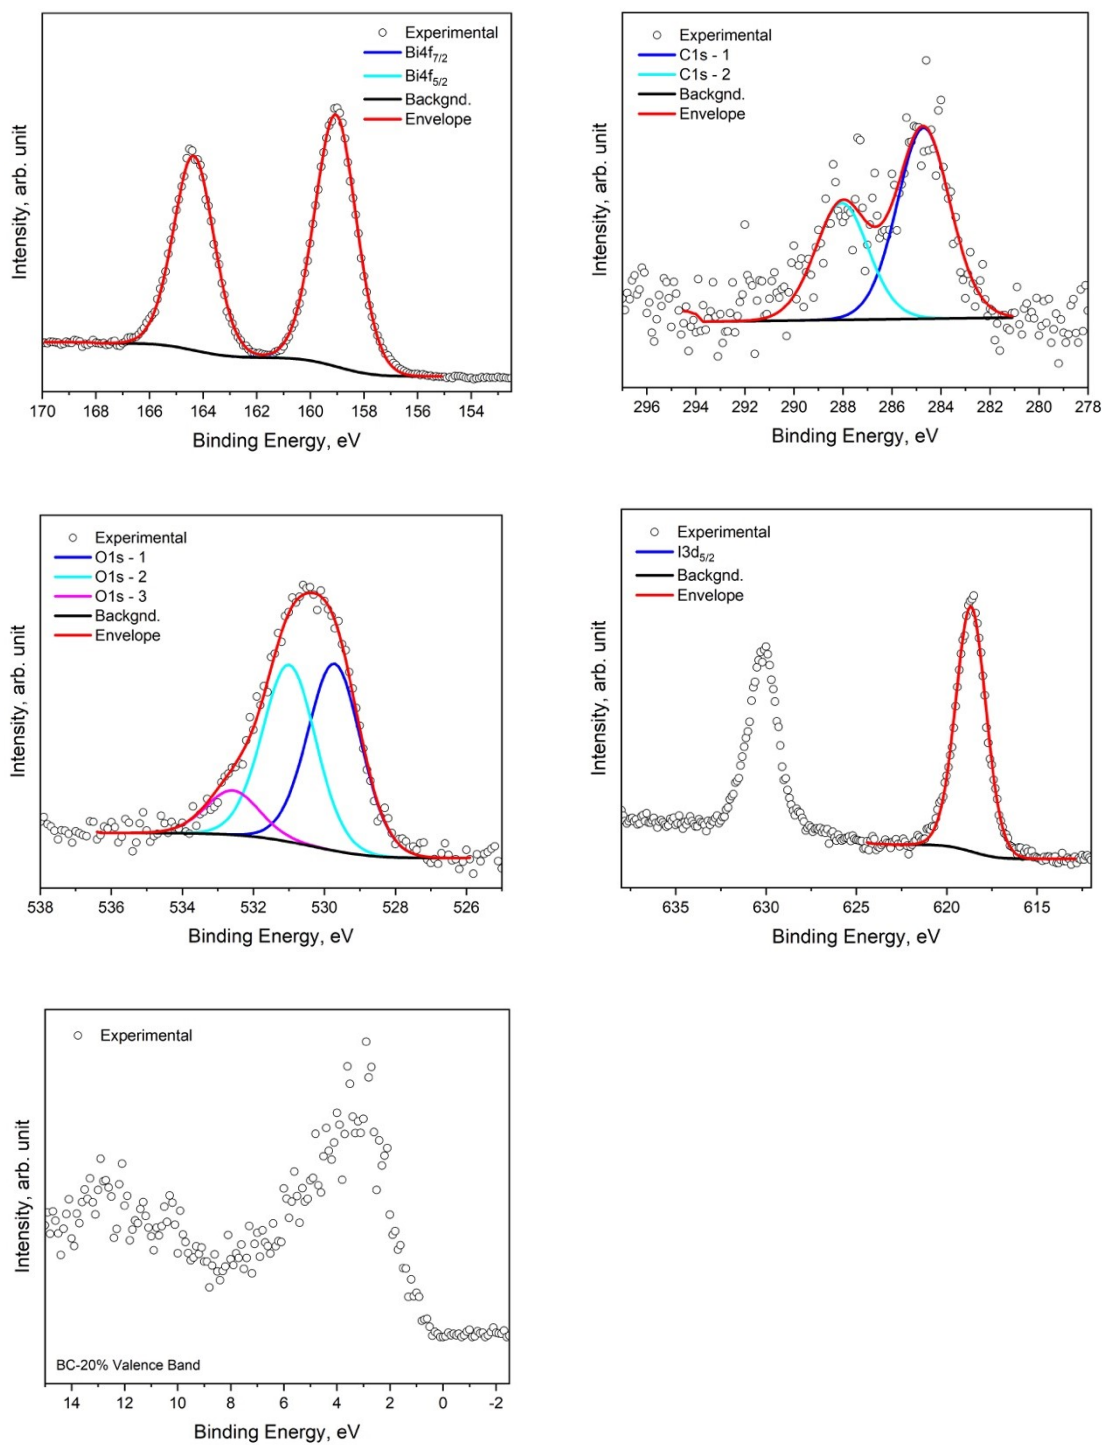 Experimental
Bi4f7/2
Bi4f5/2
Backgnd.
Envelope
Intensity, arb. unit
170 168 166 164 162 160 158 156 154
Binding Energy, eV
Experimental
C1s - 1
C1s - 2
Backgnd.
Envelope
Intensity, arb. unit
296 294 292 290 288 286 284 282 280 278
Binding Energy, eV
Experimental
O1s - 1
O1s - 2
O1s - 3
Backgnd.
Envelope
Intensity, arb. unit
538 536 534 532 530 528 526
Binding Energy, eV
Experimental
I3d5/2
Backgnd.
Envelope
Intensity, arb. unit
635 630 625 620 615
Binding Energy, eV
Experimental
Intensity, arb. unit
BC-20% Valence Band
14 12 10 8 6 4 2 0 -2
Binding Energy, eV